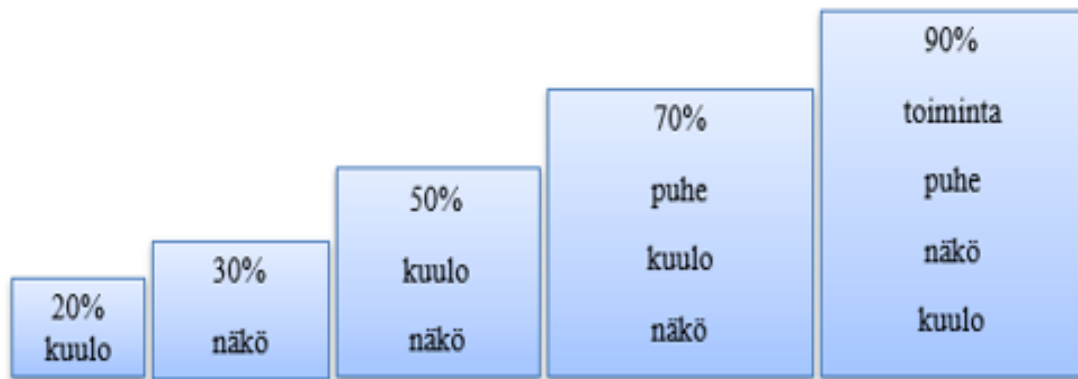 20%
kuulo
30%
näkö
50%
kuulo
näkö
70%
puhe
kuulo
näkö
90%
toiminta
puhe
näkö
kuulo